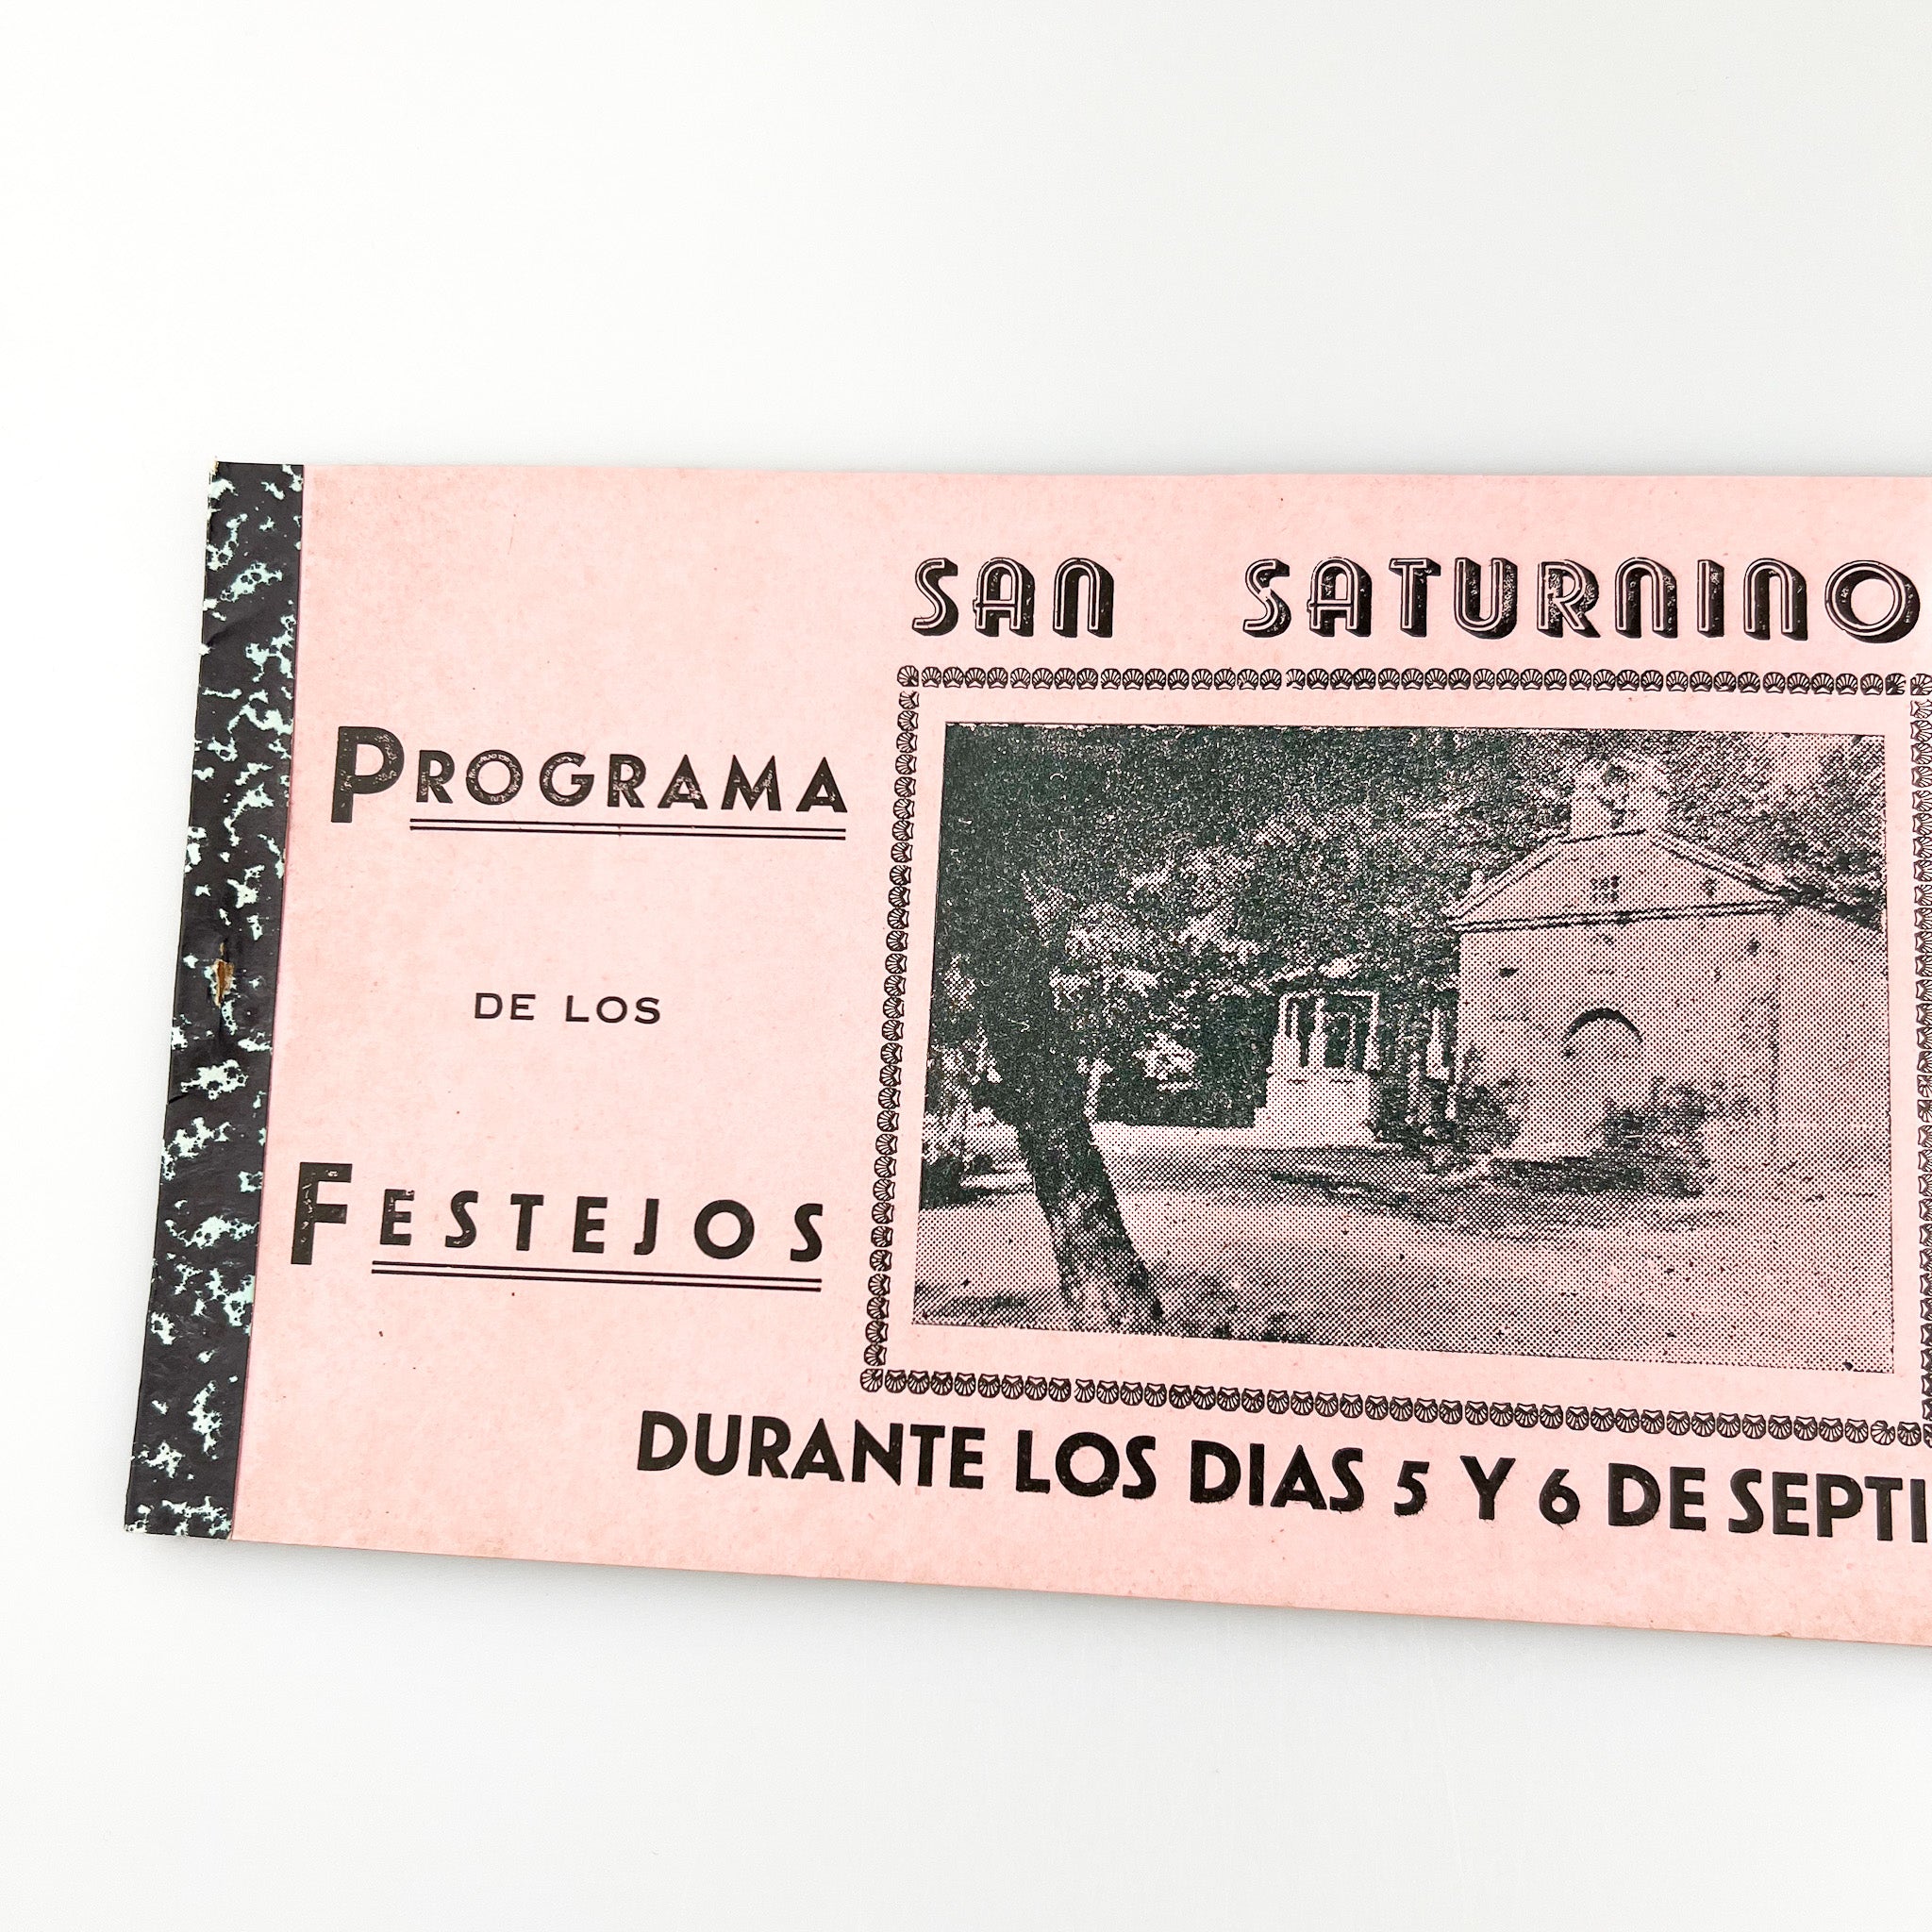 SAN SATURNINO
PROGRAMA
DE LOS
FESTEJOS
DURANTE LOS DIAS 5 Y 6 DE SEPTI